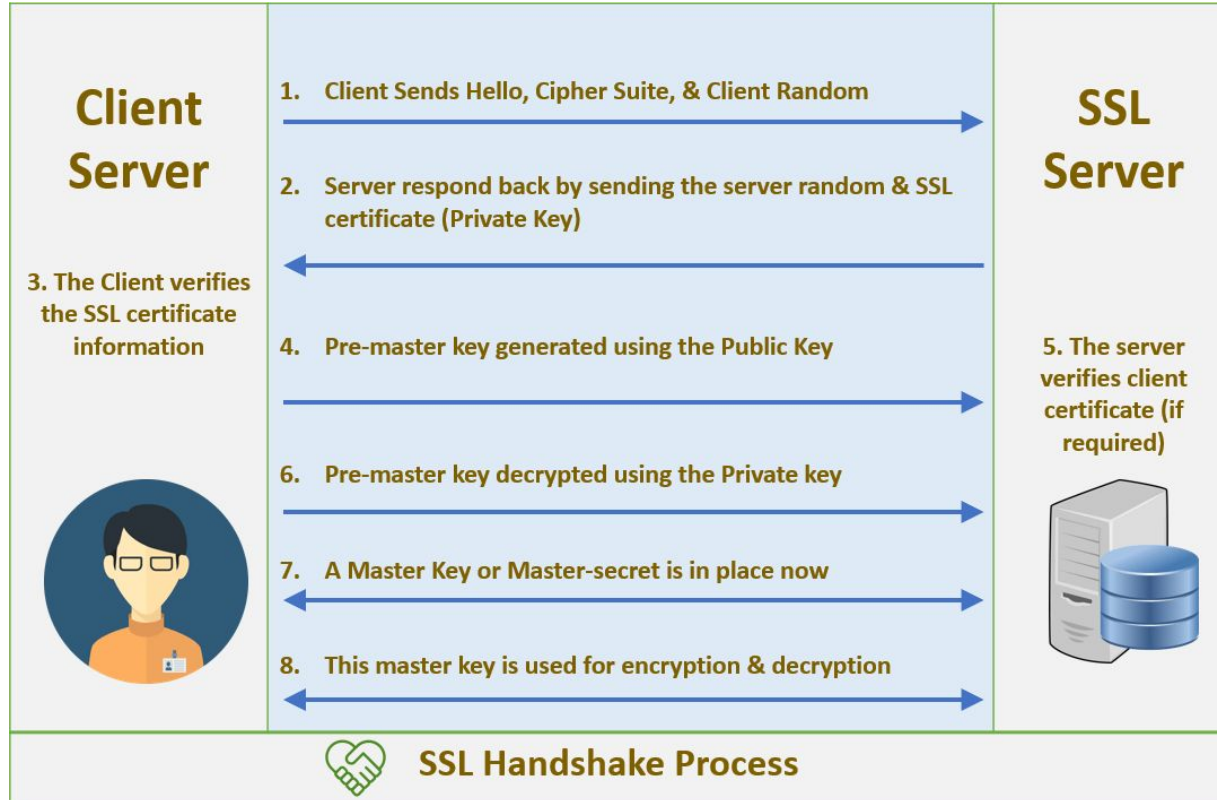 Client
Server
SSL
Server
1. Client Sends Hello, Cipher Suite, & Client Random
2. Server respond back by sending the server random & SSL
certificate (Private Key)
3. The Client verifies
the SSL certificate
information
4. Pre-master key generated using the Public Key
5. The server
verifies client
certificate (if
required)
6. Pre-master key decrypted using the Private key
7. A Master Key or Master-secret is in place now
8. This master key is used for encryption & decryption
SSL Handshake Process